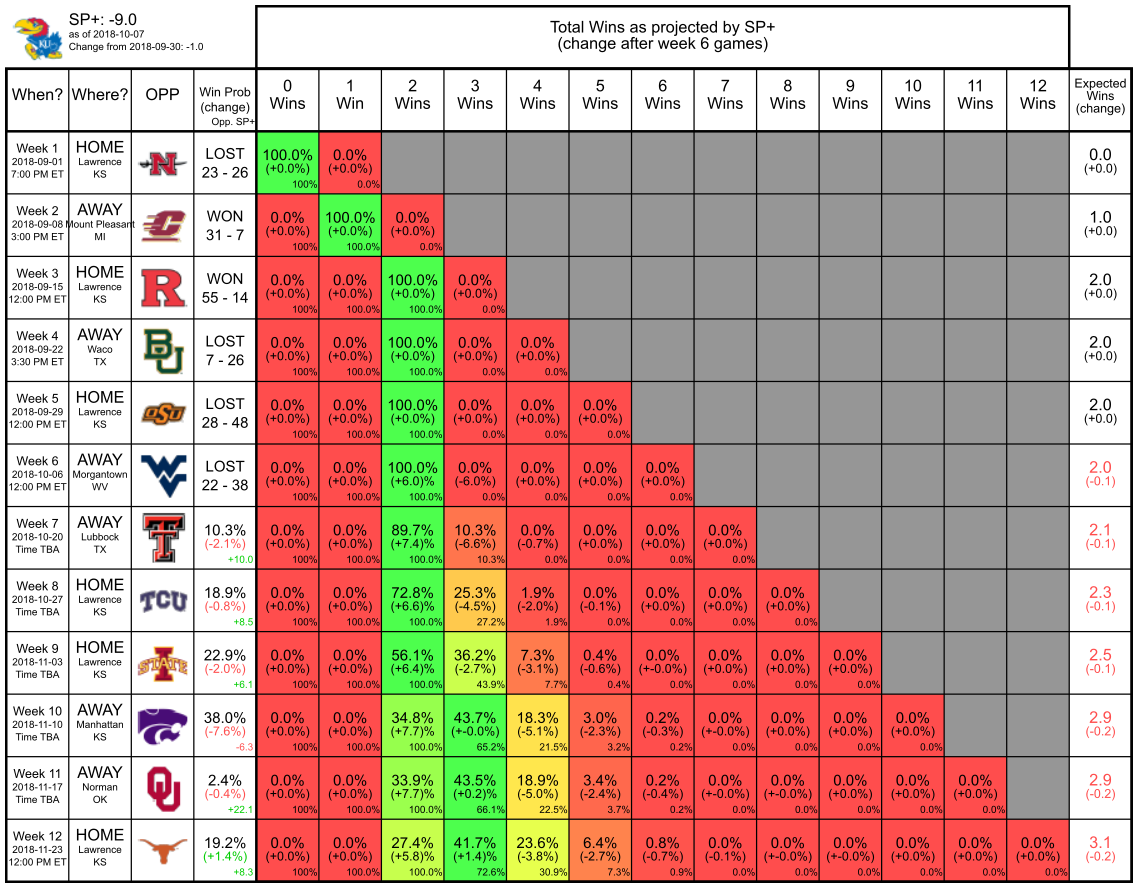 SP+: -9.0
as of 2018-10-07
Change from 2018-09-30: -1.0
Total Wins as projected by SP+
(change after week 6 games)
When? Where? OPP Win Prob (change) Opp. SP+ 0 Wins 1 Win 2 Wins 3 Wins 4 Wins 5 Wins 6 Wins 7 Wins 8 Wins 9 Wins 10 Wins 11 Wins 12 Wins Expected Wins (change)
Week 1 HOME LOST 100.0% 0.0% 0.0
2018-09-01 Lawrence N 23 - 26 (+0.0%) (+0.0%) (+0.0)
7:00 PM ET KS 100% 0.0%
Week 2 AWAY WON 0.0% 100.0% 0.0% 1.0
2018-09-08 Mount Pleasant C 31 - 7 (+0.0%) (+0.0%) (+0.0%) (+0.0)
3:00 PM ET MI 100% 100.0% 0.0%
Week 3 HOME WON 0.0% 0.0% 100.0% 0.0% 2.0
2018-09-15 Lawrence R 55 - 14 (+0.0%) (+0.0%) (+0.0%) (+0.0%) (+0.0)
12:00 PM ET KS 100% 100.0% 100.0% 0.0%
Week 4 AWAY LOST 0.0% 0.0% 100.0% 0.0% 0.0% 2.0
2018-09-22 Waco BU 7 - 26 (+0.0%) (+0.0%) (+0.0%) (+0.0%) (+0.0%) (+0.0)
3:30 PM ET TX 100% 100.0% 100.0% 0.0% 0.0%
Week 5 HOME LOST 0.0% 0.0% 100.0% 0.0% 0.0% 0.0% 2.0
2018-09-29 Lawrence OSU 28 - 48 (+0.0%) (+0.0%) (+0.0%) (+0.0%) (+0.0%) (+0.0%) (+0.0)
12:00 PM ET KS 100% 100.0% 100.0% 0.0% 0.0% 0.0%
Week 6 AWAY LOST 0.0% 0.0% 100.0% 0.0% 0.0% 0.0% 0.0% 2.0
2018-10-06 Morgantown WV 22 - 38 (+0.0%) (+0.0%) (+6.0)% (-6.0%) (+0.0%) (+0.0%) (+0.0%) (-0.1)
12:00 PM ET WV 100% 100.0% 100.0% 0.0% 0.0% 0.0% 0.0%
Week 7 AWAY 10.3% 0.0% 0.0% 89.7% 10.3% 0.0% 0.0% 0.0% 0.0% 2.1
2018-10-20 Lubbock T (-2.1%) (+0.0%) (+0.0%) (+7.4)% (-6.6%) (-0.7%) (+0.0%) (+0.0%) (+0.0%) (-0.1)
Time TBA TX +10.0 100% 100.0% 100.0% 10.3% 0.0% 0.0% 0.0% 0.0%
Week 8 HOME 18.9% 0.0% 0.0% 72.8% 25.3% 1.9% 0.0% 0.0% 0.0% 0.0% 2.3
2018-10-27 Lawrence TCU (-0.8%) (+0.0%) (+0.0%) (+6.6)% (-4.5%) (-2.0%) (-0.1%) (+0.0%) (+0.0%) (+0.0%) (-0.1)
Time TBA KS +8.5 100% 100.0% 100.0% 27.2% 1.9% 0.0% 0.0% 0.0% 0.0%
Week 9 HOME 22.9% 0.0% 0.0% 56.1% 36.2% 7.3% 0.4% 0.0% 0.0% 0.0% 0.0% 2.5
2018-11-03 Lawrence I STATE (-2.0%) (+0.0%) (+0.0%) (+6.4)% (-2.7%) (-3.1%) (-0.6%) (+-0.0%) (+0.0%) (+0.0%) (+0.0%) (-0.1)
Time TBA KS +6.1 100% 100.0% 100.0% 43.9% 7.7% 0.4% 0.0% 0.0% 0.0% 0.0%
Week 10 AWAY 38.0% 0.0% 0.0% 34.8% 43.7% 18.3% 3.0% 0.2% 0.0% 0.0% 0.0% 0.0% 2.9
2018-11-10 Manhattan (-7.6%) (+0.0%) (+0.0%) (+7.7)% (+-0.0%) (-5.1%) (-2.3%) (-0.3%) (+-0.0%) (+0.0%) (+0.0%) (+0.0%) (-0.2)
Time TBA KS -6.3 100% 100.0% 100.0% 65.2% 21.5% 3.2% 0.2% 0.0% 0.0% 0.0% 0.0%
Week 11 AWAY 2.4% 0.0% 0.0% 33.9% 43.5% 18.9% 3.4% 0.2% 0.0% 0.0% 0.0% 0.0% 0.0% 2.9
2018-11-17 Norman OU (-0.4%) (+0.0%) (+0.0%) (+7.7)% (+0.2)% (-5.0%) (-2.4%) (-0.4%) (+-0.0%) (+-0.0%) (+0.0%) (+0.0%) (+0.0%) (-0.2)
Time TBA OK +22.1 100% 100.0% 100.0% 66.1% 22.5% 3.7% 0.2% 0.0% 0.0% 0.0% 0.0% 0.0%
Week 12 HOME 19.2% 0.0% 0.0% 27.4% 41.7% 23.6% 6.4% 0.8% 0.0% 0.0% 0.0% 0.0% 0.0% 0.0% 3.1
2018-11-23 Lawrence (+1.4%) (+0.0%) (+0.0%) (+5.8)% (+1.4)% (-3.8%) (-2.7%) (-0.7%) (-0.1%) (+-0.0%) (+-0.0%) (+0.0%) (+0.0%) (+0.0%) (-0.2)
12:00 PM ET KS +8.3 100% 100.0% 100.0% 72.6% 30.9% 7.3% 0.9% 0.0% 0.0% 0.0% 0.0% 0.0% 0.0%